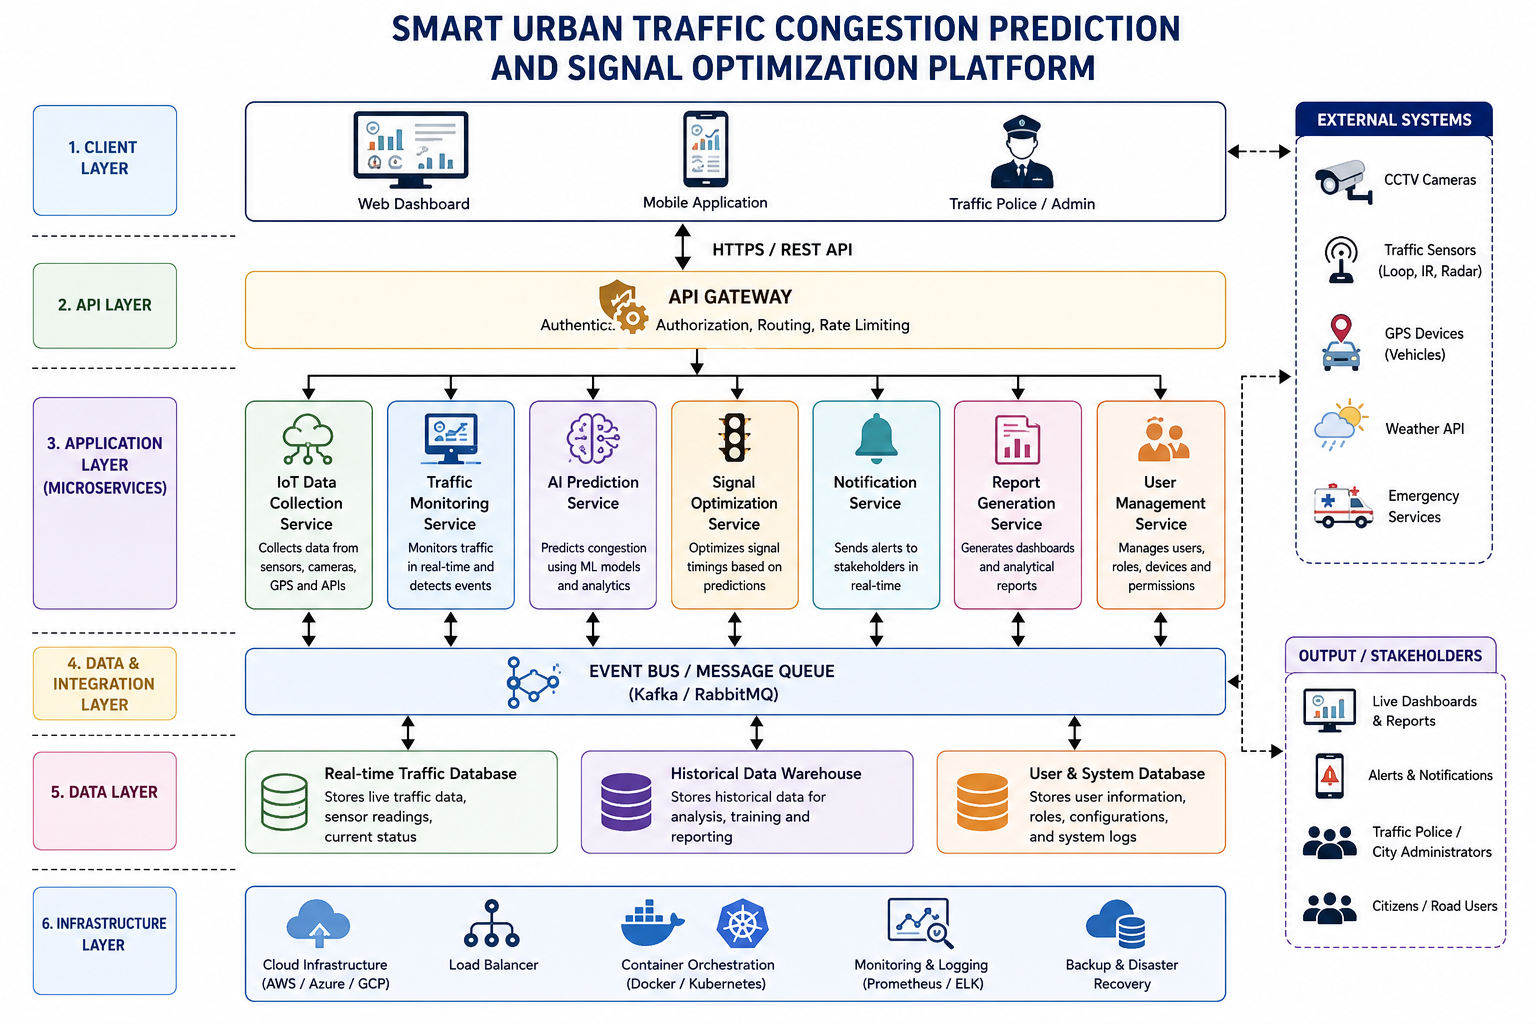 SMART URBAN TRAFFIC CONGESTION PREDICTION
AND SIGNAL OPTIMIZATION PLATFORM
1. CLIENT
LAYER
Web Dashboard
Mobile Application
Traffic Police / Admin
HTTPS / REST API
2. API LAYER
API GATEWAY
Authentic Authorization, Routing, Rate Limiting
3. APPLICATION
LAYER
(MICROSERVICES)
IoT Data
Collection
Service
Collects data from
sensors, cameras,
GPS and APIs
Traffic
Monitoring
Service
Monitors traffic
in real-time and
detects events
AI Prediction
Service
Predicts congestion
using ML models
and analytics
Signal
Optimization
Service
Optimizes signal
timings based on
predictions
Notification
Service
Sends alerts to
stakeholders in
real-time
Report
Generation
Service
Generates dashboards
and analytical
reports
User
Management
Service
Manages users,
roles, devices and
permissions
4. DATA &
INTEGRATION
LAYER
EVENT BUS / MESSAGE QUEUE
(Kafka / RabbitMQ)
5. DATA LAYER
Real-time Traffic Database
Stores live traffic data,
sensor readings,
current status
Historical Data Warehouse
Stores historical data for
analysis, training and
reporting
User & System Database
Stores user information,
roles, configurations,
and system logs
6. INFRASTRUCTURE
LAYER
Cloud Infrastructure
(AWS / Azure / GCP)
Load Balancer
Container Orchestration
(Docker / Kubernetes)
Monitoring & Logging
(Prometheus / ELK)
Backup & Disaster
Recovery
EXTERNAL SYSTEMS
CCTV Cameras
Traffic Sensors
(Loop, IR, Radar)
GPS Devices
(Vehicles)
Weather API
Emergency
Services
OUTPUT / STAKEHOLDERS
Live Dashboards
& Reports
Alerts & Notifications
Traffic Police /
City Administrators
Citizens / Road Users